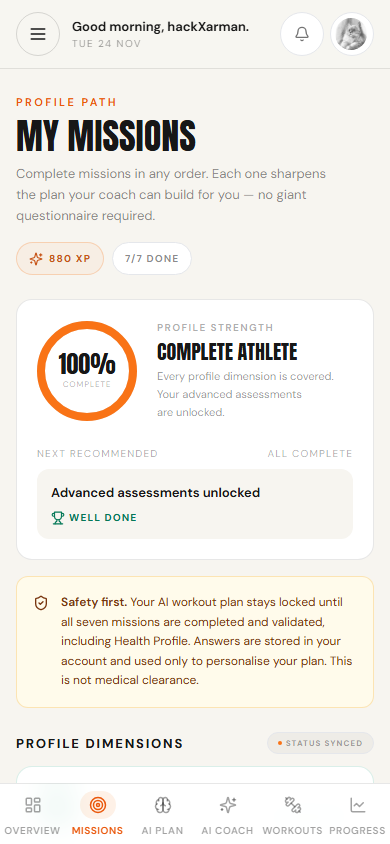 Good morning, hackXarman.
TUE 24 NOV
PROFILE PATH
MY MISSIONS
Complete missions in any order. Each one sharpens
the plan your coach can build for you — no giant
questionnaire required.
880 XP
7/7 DONE
100%
COMPLETE
PROFILE STRENGTH
COMPLETE ATHLETE
Every profile dimension is covered.
Your advanced assessments
are unlocked.
NEXT RECOMMENDED
ALL COMPLETE
Advanced assessments unlocked
WELL DONE
Safety first. Your AI workout plan stays locked until
all seven missions are completed and validated,
including Health Profile. Answers are stored in your
account and used only to personalise your plan. This
is not medical clearance.
PROFILE DIMENSIONS
STATUS SYNCED
OVERVIEW
MISSIONS
AI PLAN
AI COACH
WORKOUTS
PROGRESS